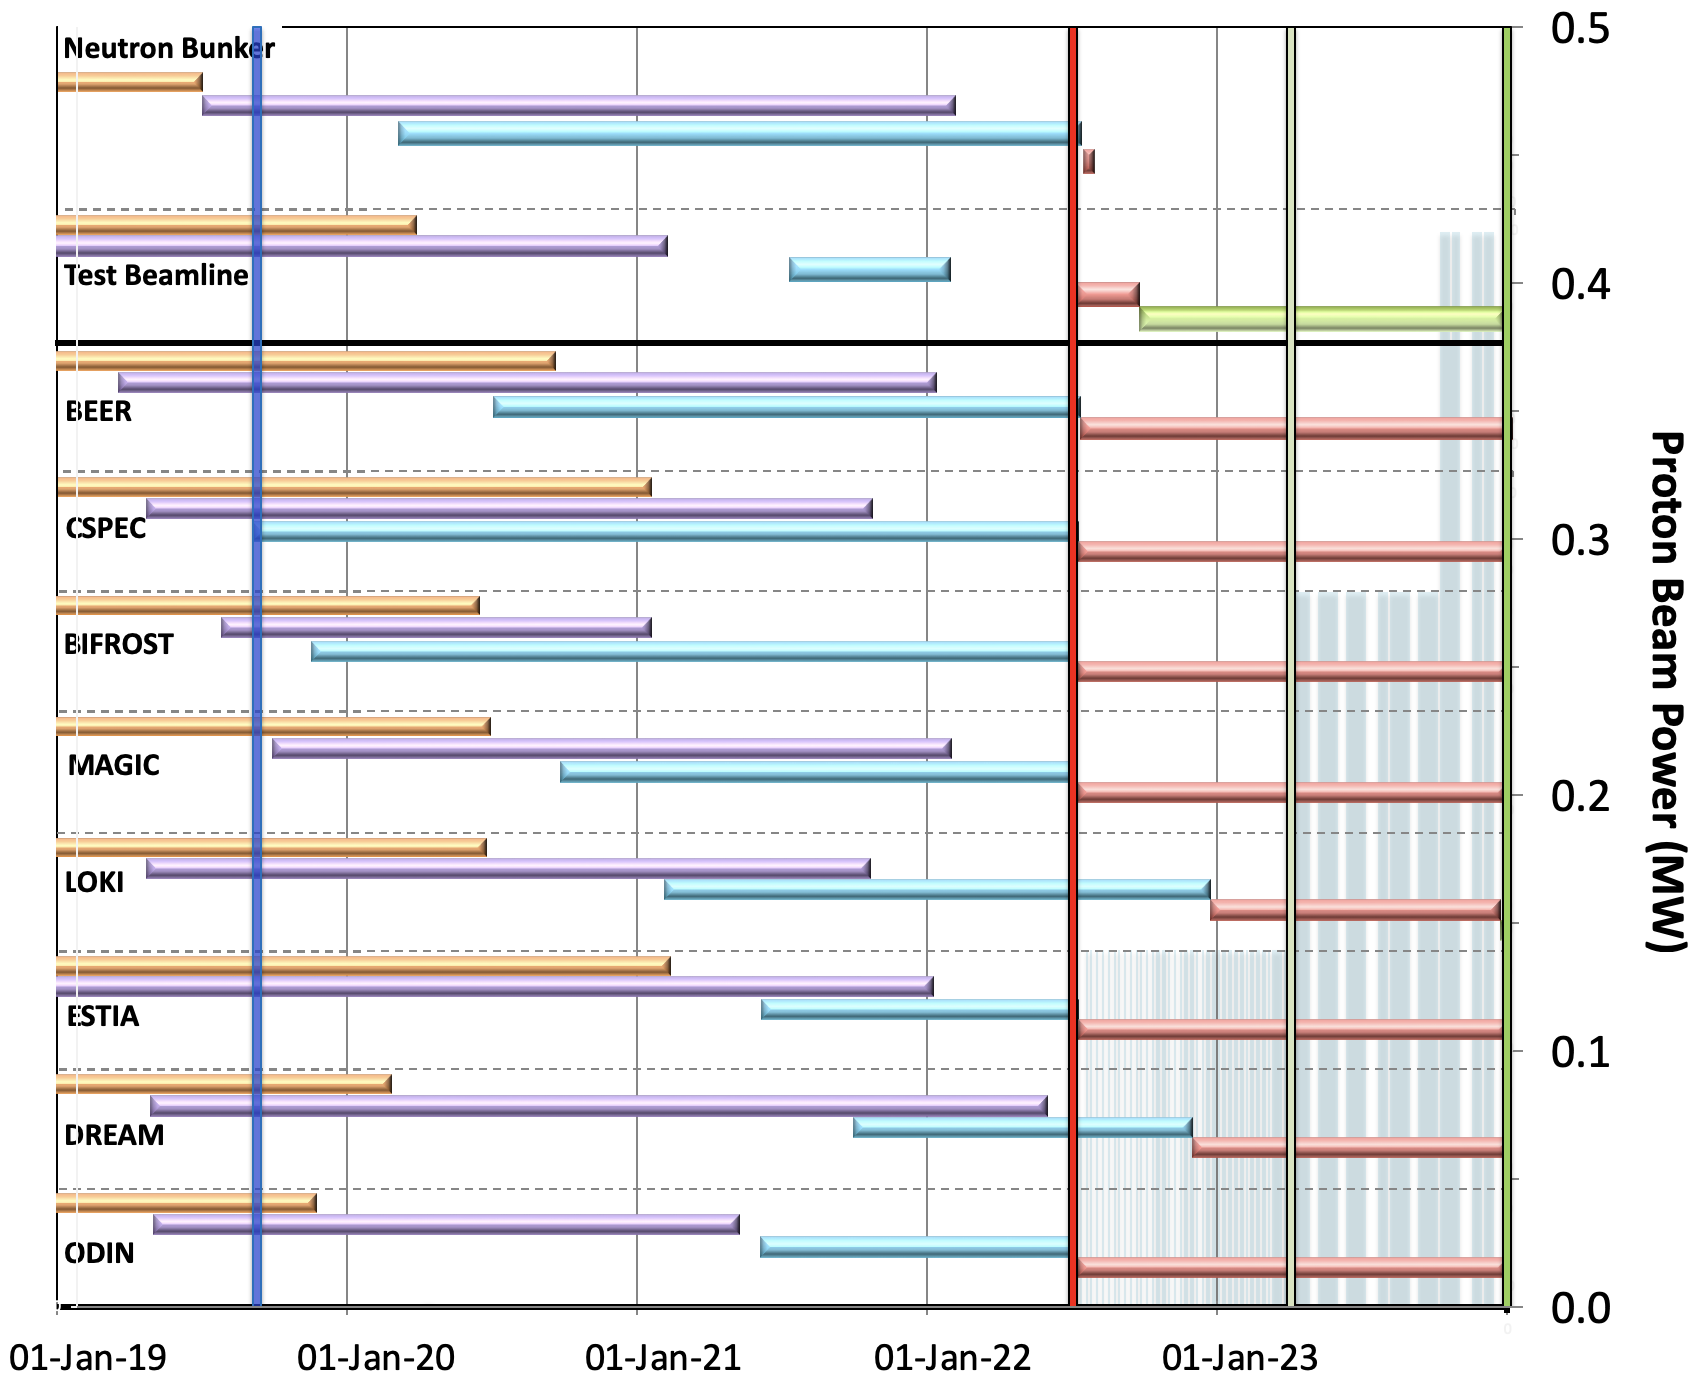 Neutron Bunker
0.5
Test Beamline
0.4
BEER
CSPEC
0.3
BIFROST
MAGIC
0.2
LOKI
ESTIA
0.1
DREAM
ODIN
0.0
Proton Beam Power (MW)
01-Jan-19 01-Jan-20 01-Jan-21 01-Jan-22 01-Jan-23